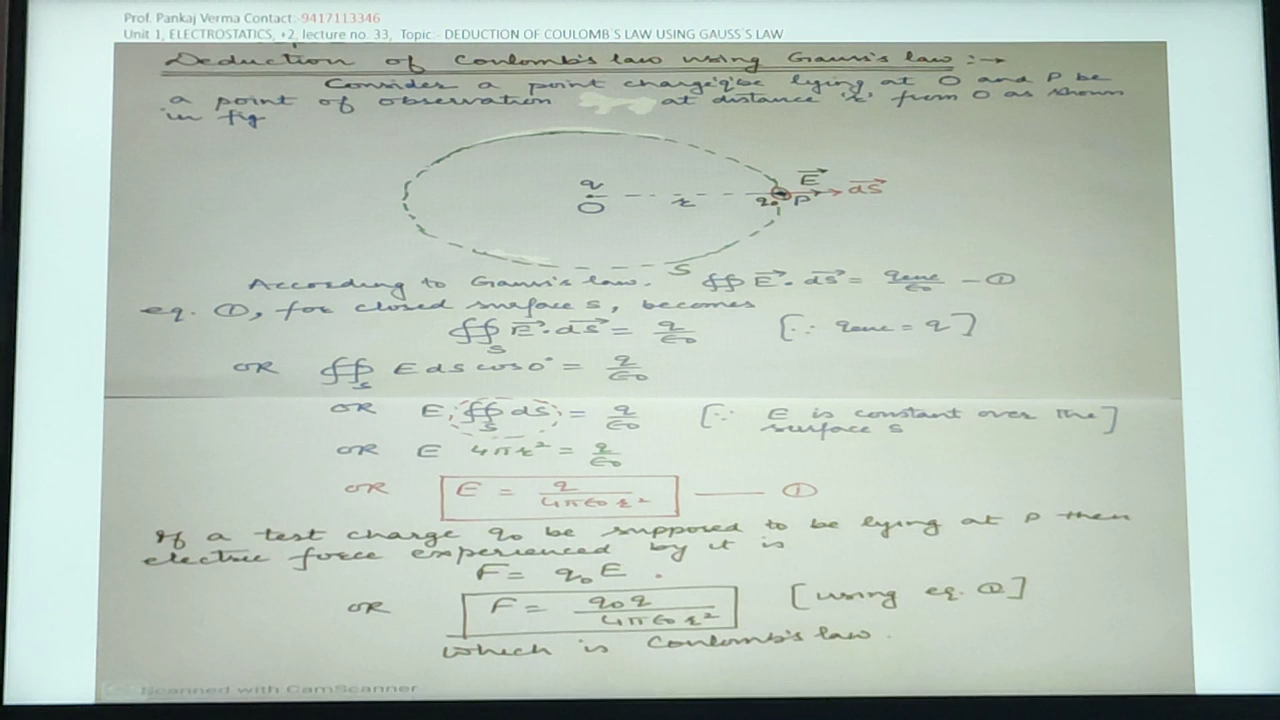 Prof. Pankaj Verma Contact:-9417113346
Unit 1, ELECTROSTATICS, +2, lecture no. 33, Topic:- DEDUCTION OF COULOMB`S LAW USING GAUSS`S LAW
Deduction of Coulomb's law using Gauss's law :→
Consider a point charge 'q' be lying at O and P be
a point of observation at distance 'r' from O as shown
in fig
q
O
r
q₀ P
E⃗
dS⃗
S
According to Gauss's law. ∯ E⃗. ds⃗ = qenc/ε₀ — ①
eq. ①, for closed surface S, becomes
∯S E⃗. ds⃗ = q/ε₀ [∵ qenc = q]
OR ∯S E ds cos 0° = q/ε₀
OR E ∯S ds = q/ε₀ [∵ E is constant over the surface S]
OR E 4πr² = q/ε₀
OR E = q/4πε₀r² — ①
If a test charge q₀ be supposed to be lying at P then
electric force experienced by it is
F = q₀E .
OR F = q₀q/4πε₀r² [using eq. ②]
which is Coulomb's law.
Scanned with CamScanner